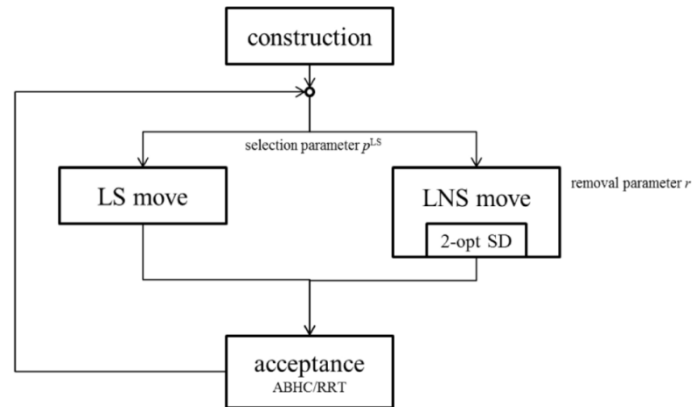 construction
selection parameter p^LS
LS move
LNS move
removal parameter r
2-opt SD
acceptance
ABHC/RRT